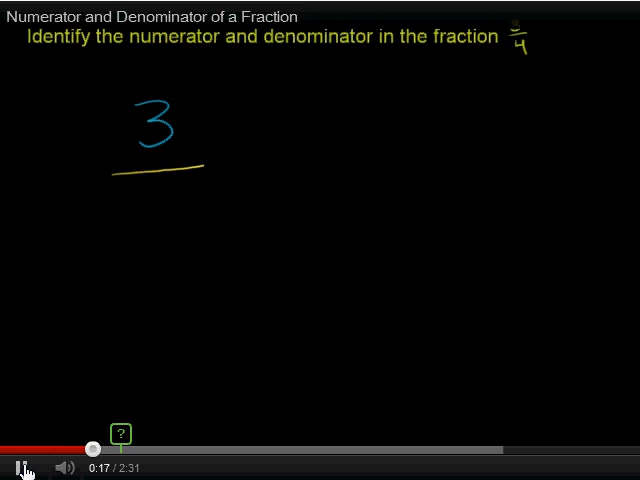 Numerator and Denominator of a Fraction
Identify the numerator and denominator in the fraction 3/4
3
?
0:17 / 2:31